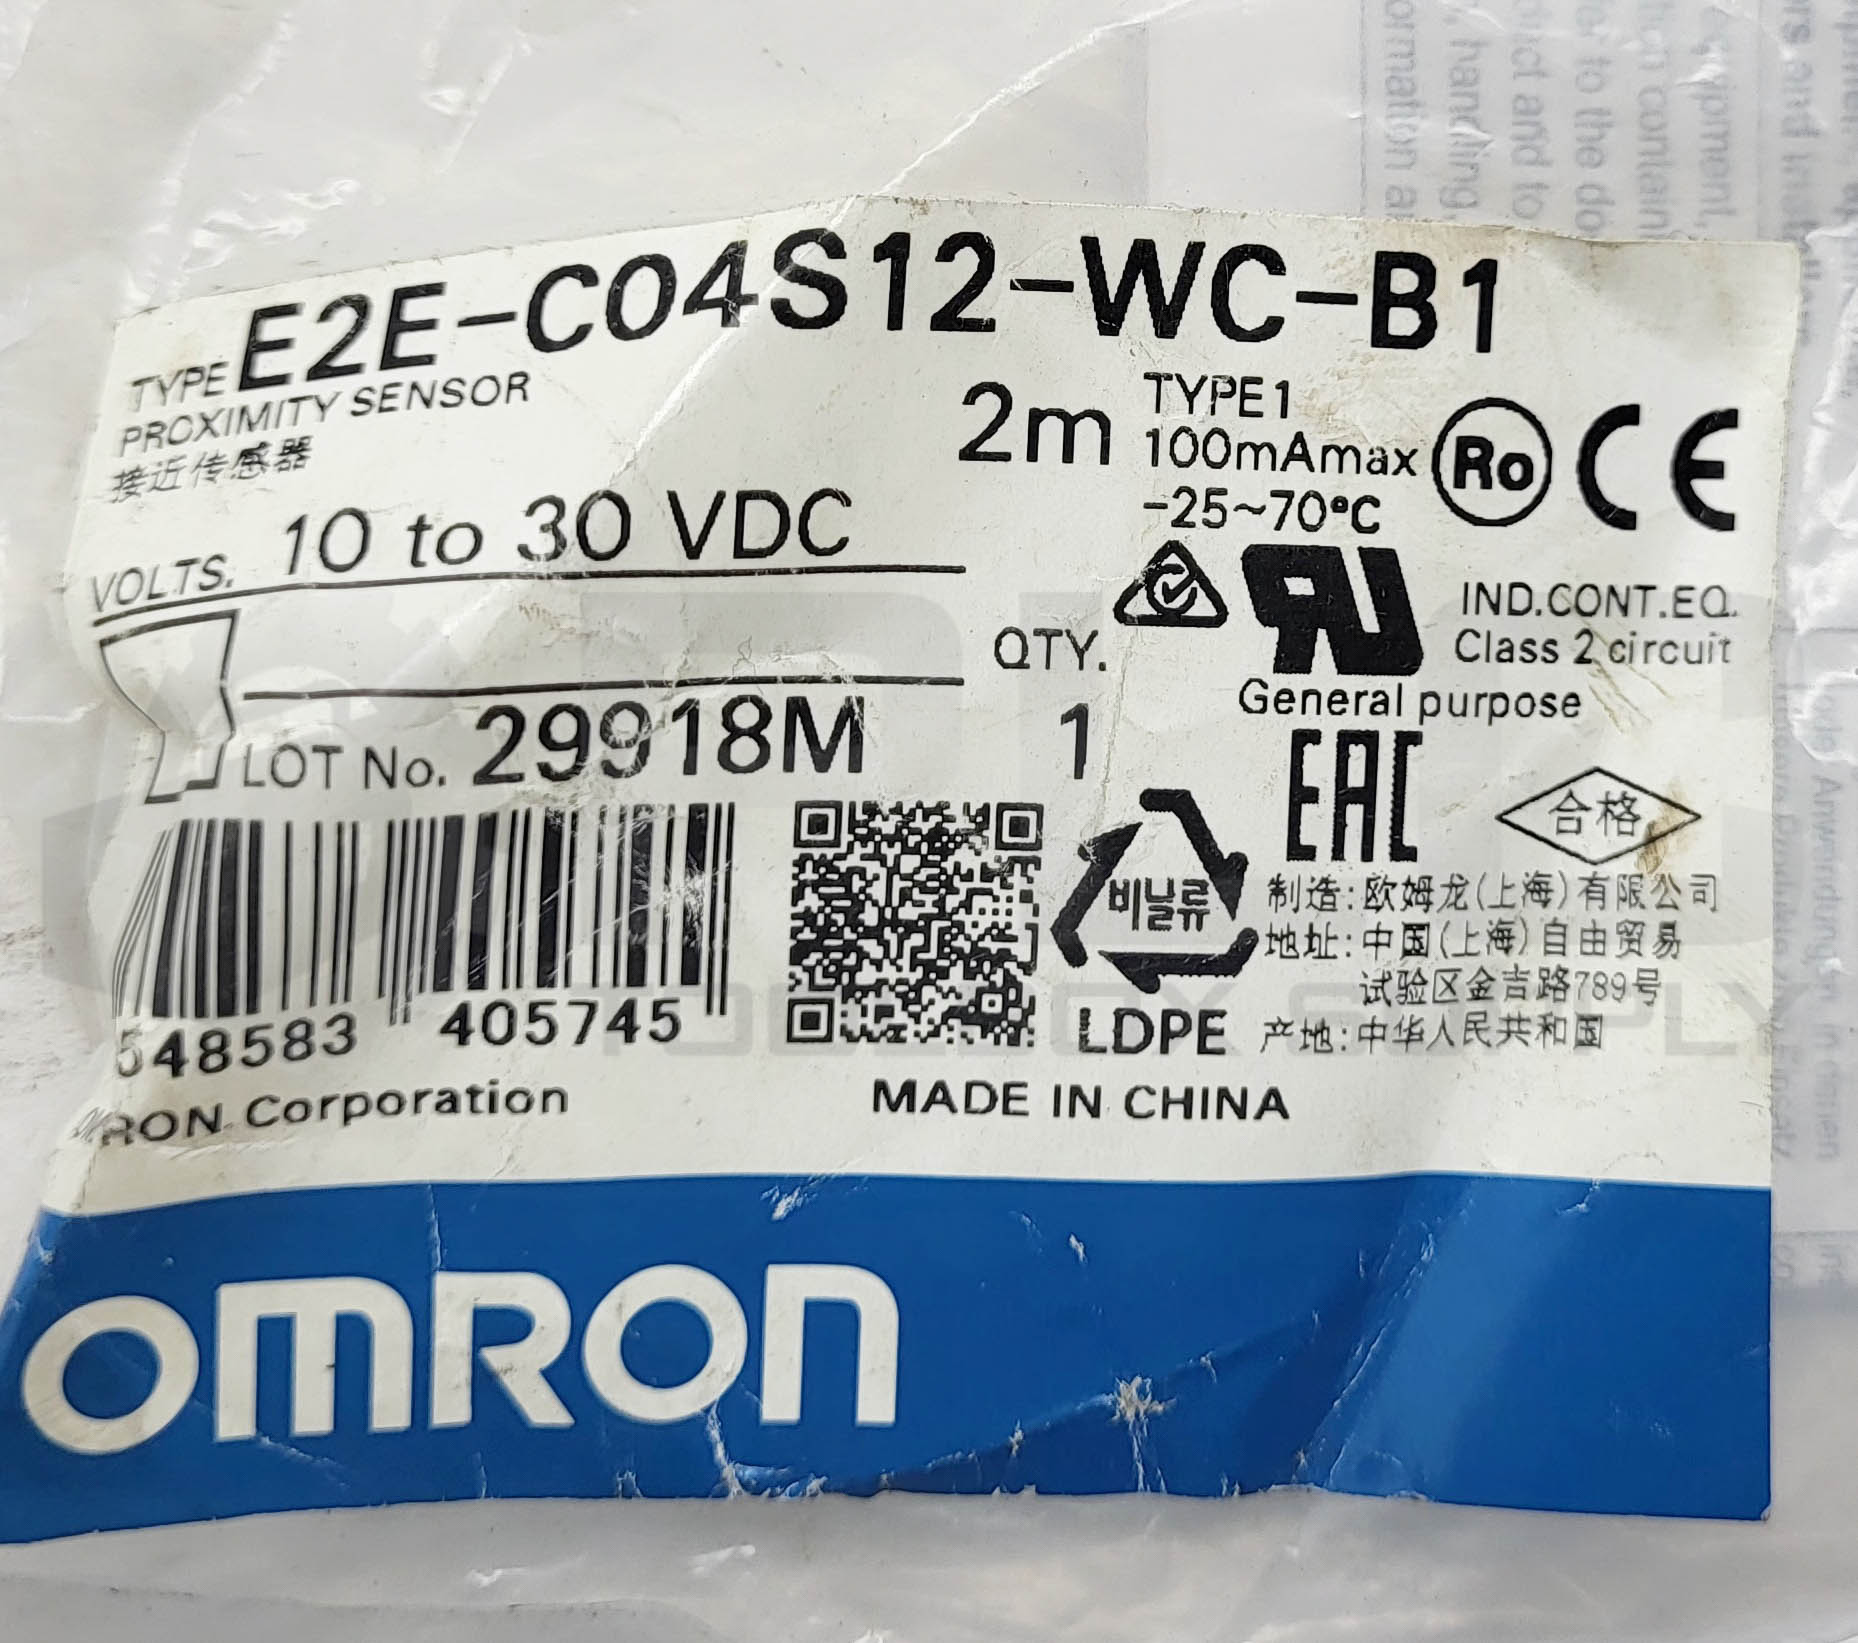 TYPE E2E-C04S12-WC-B1
PROXIMITY SENSOR
接近传感器
2m
TYPE1
100mAmax
-25~70°C
Ro
CE
VOLTS. 10 to 30 VDC
IND.CONT.EQ.
Class 2 circuit
General purpose
QTY.
1
LOT No. 29918M
EAC
合格
비닐류
LDPE
制造:欧姆龙(上海)有限公司
地址:中国(上海)自由贸易
试验区金吉路789号
产地:中华人民共和国
548583 405745
OMRON Corporation
MADE IN CHINA
OMRON